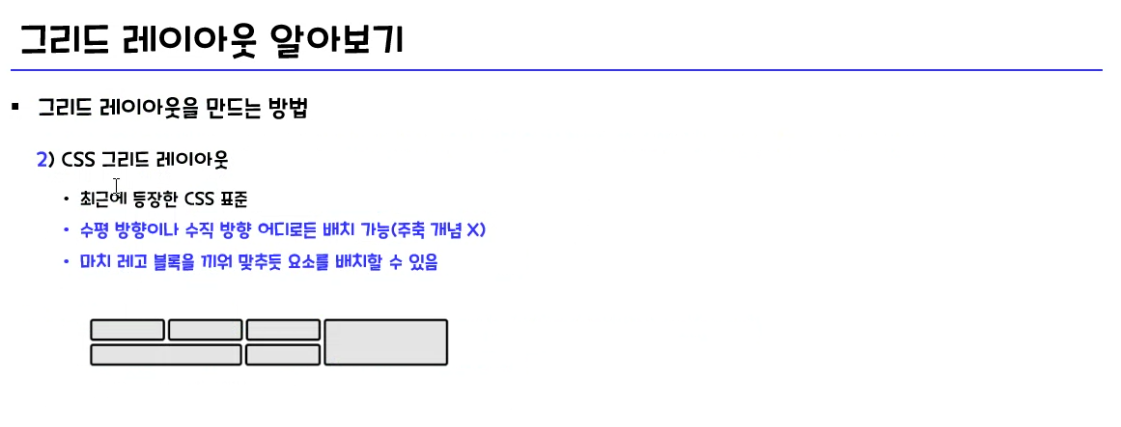 그리드 레이아웃 알아보기
▪ 그리드 레이아웃을 만드는 방법
2) CSS 그리드 레이아웃
• 최근에 등장한 CSS 표준
• 수평 방향이나 수직 방향 어디로든 배치 가능(주축 개념 X)
• 마치 레고 블록을 끼워 맞추듯 요소를 배치할 수 있음